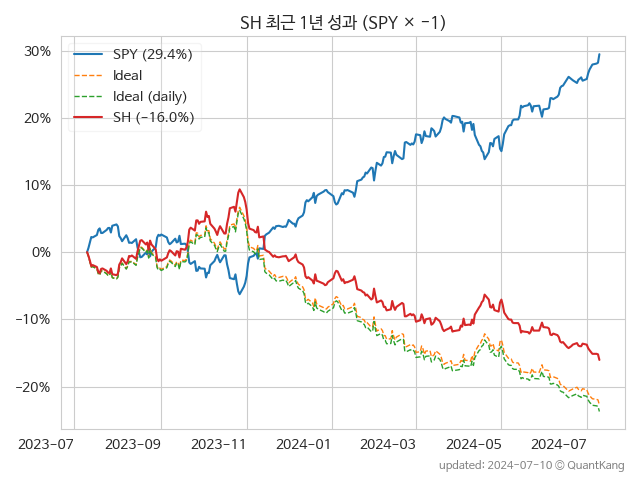 SH 최근 1년 성과 (SPY × −1)
SPY (29.4%)
Ideal
Ideal (daily)
SH (−16.0%)
30%
20%
10%
0%
−10%
−20%
2023-07
2023-09
2023-11
2024-01
2024-03
2024-05
2024-07
updated: 2024-07-10 © QuantKang